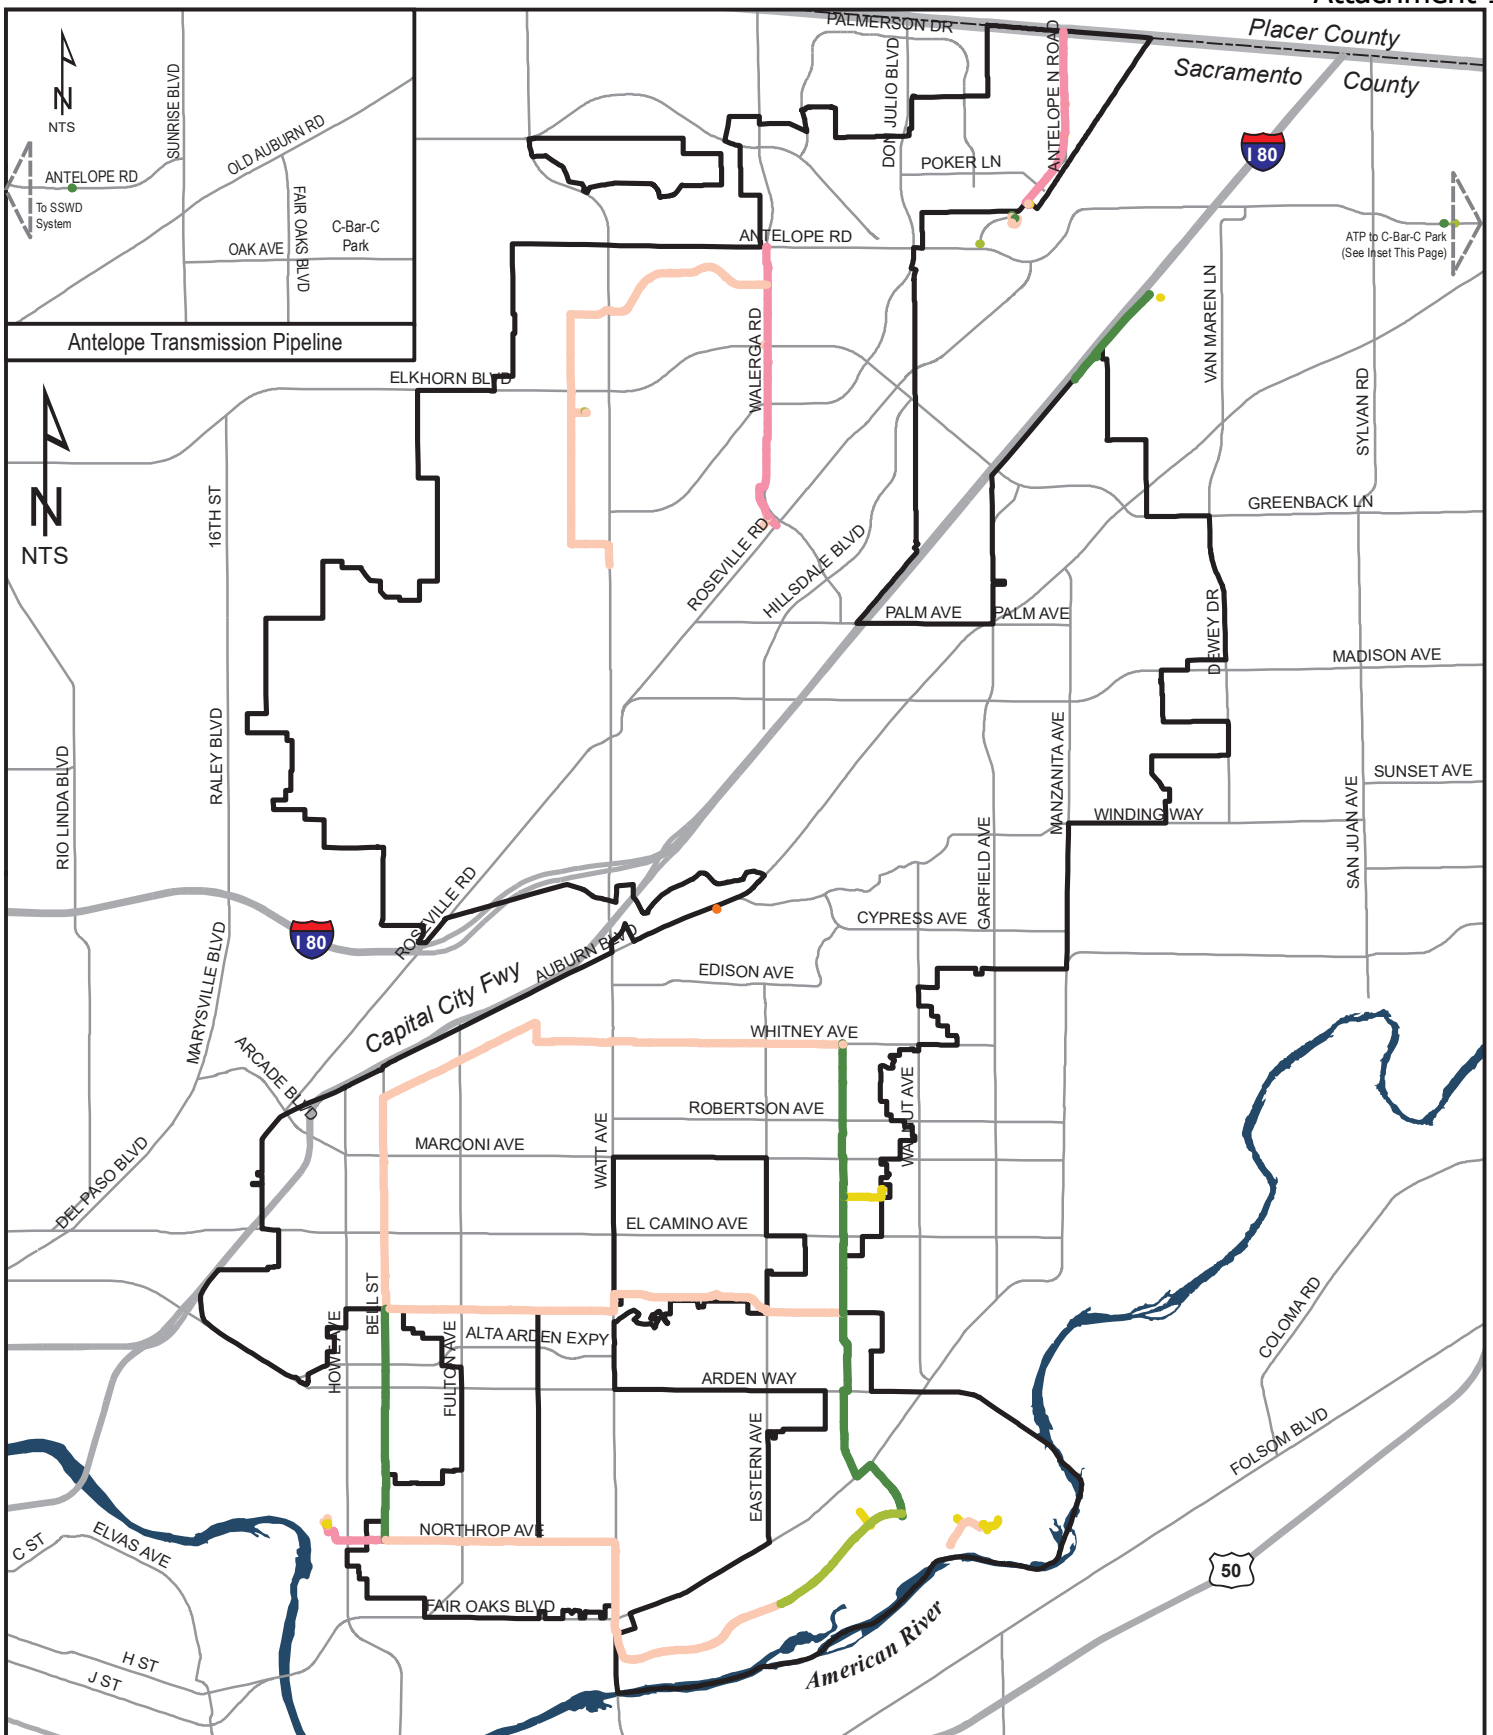 Attachment
PALMERSON DR
Placer County
Sacramento
County
DON JULIO BLVD
ANTELOPE N ROAD
I 80
POKER LN
N
NTS
SUNRISE BLVD
OLD AUBURN RD
ANTELOPE RD
To SSWD
System
FAIR OAKS BLVD
C-Bar-C
Park
OAK AVE
Antelope Transmission Pipeline
ANTELOPE RD
ATP to C-Bar-C Park
(See Inset This Page)
VAN MAREN LN
WALERGA RD
ELKHORN BLVD
SYLVAN RD
N
NTS
16TH ST
GREENBACK LN
ROSEVILLE RD
HILLSDALE BLVD
PALM AVE
PALM AVE
DEWEY DR
MADISON AVE
RALEY BLVD
RIO LINDA BLVD
MANZANITA AVE
SUNSET AVE
WINDING WAY
SAN JUAN AVE
GARFIELD AVE
ROSEVILLE RD
CYPRESS AVE
I 80
AUBURN BLVD
EDISON AVE
Capital City Fwy
MARYSVILLE BLVD
WHITNEY AVE
ARCADE BLVD
WALNUT AVE
ROBERTSON AVE
MARCONI AVE
WATT AVE
DEL PASO BLVD
EL CAMINO AVE
BELL ST
HOWE AVE
FULTON AVE
ALTA ARDEN EXPY
COLOMA RD
ARDEN WAY
EASTERN AVE
FOLSOM BLVD
NORTHROP AVE
C ST
ELVAS AVE
50
FAIR OAKS BLVD
American River
H ST
J ST